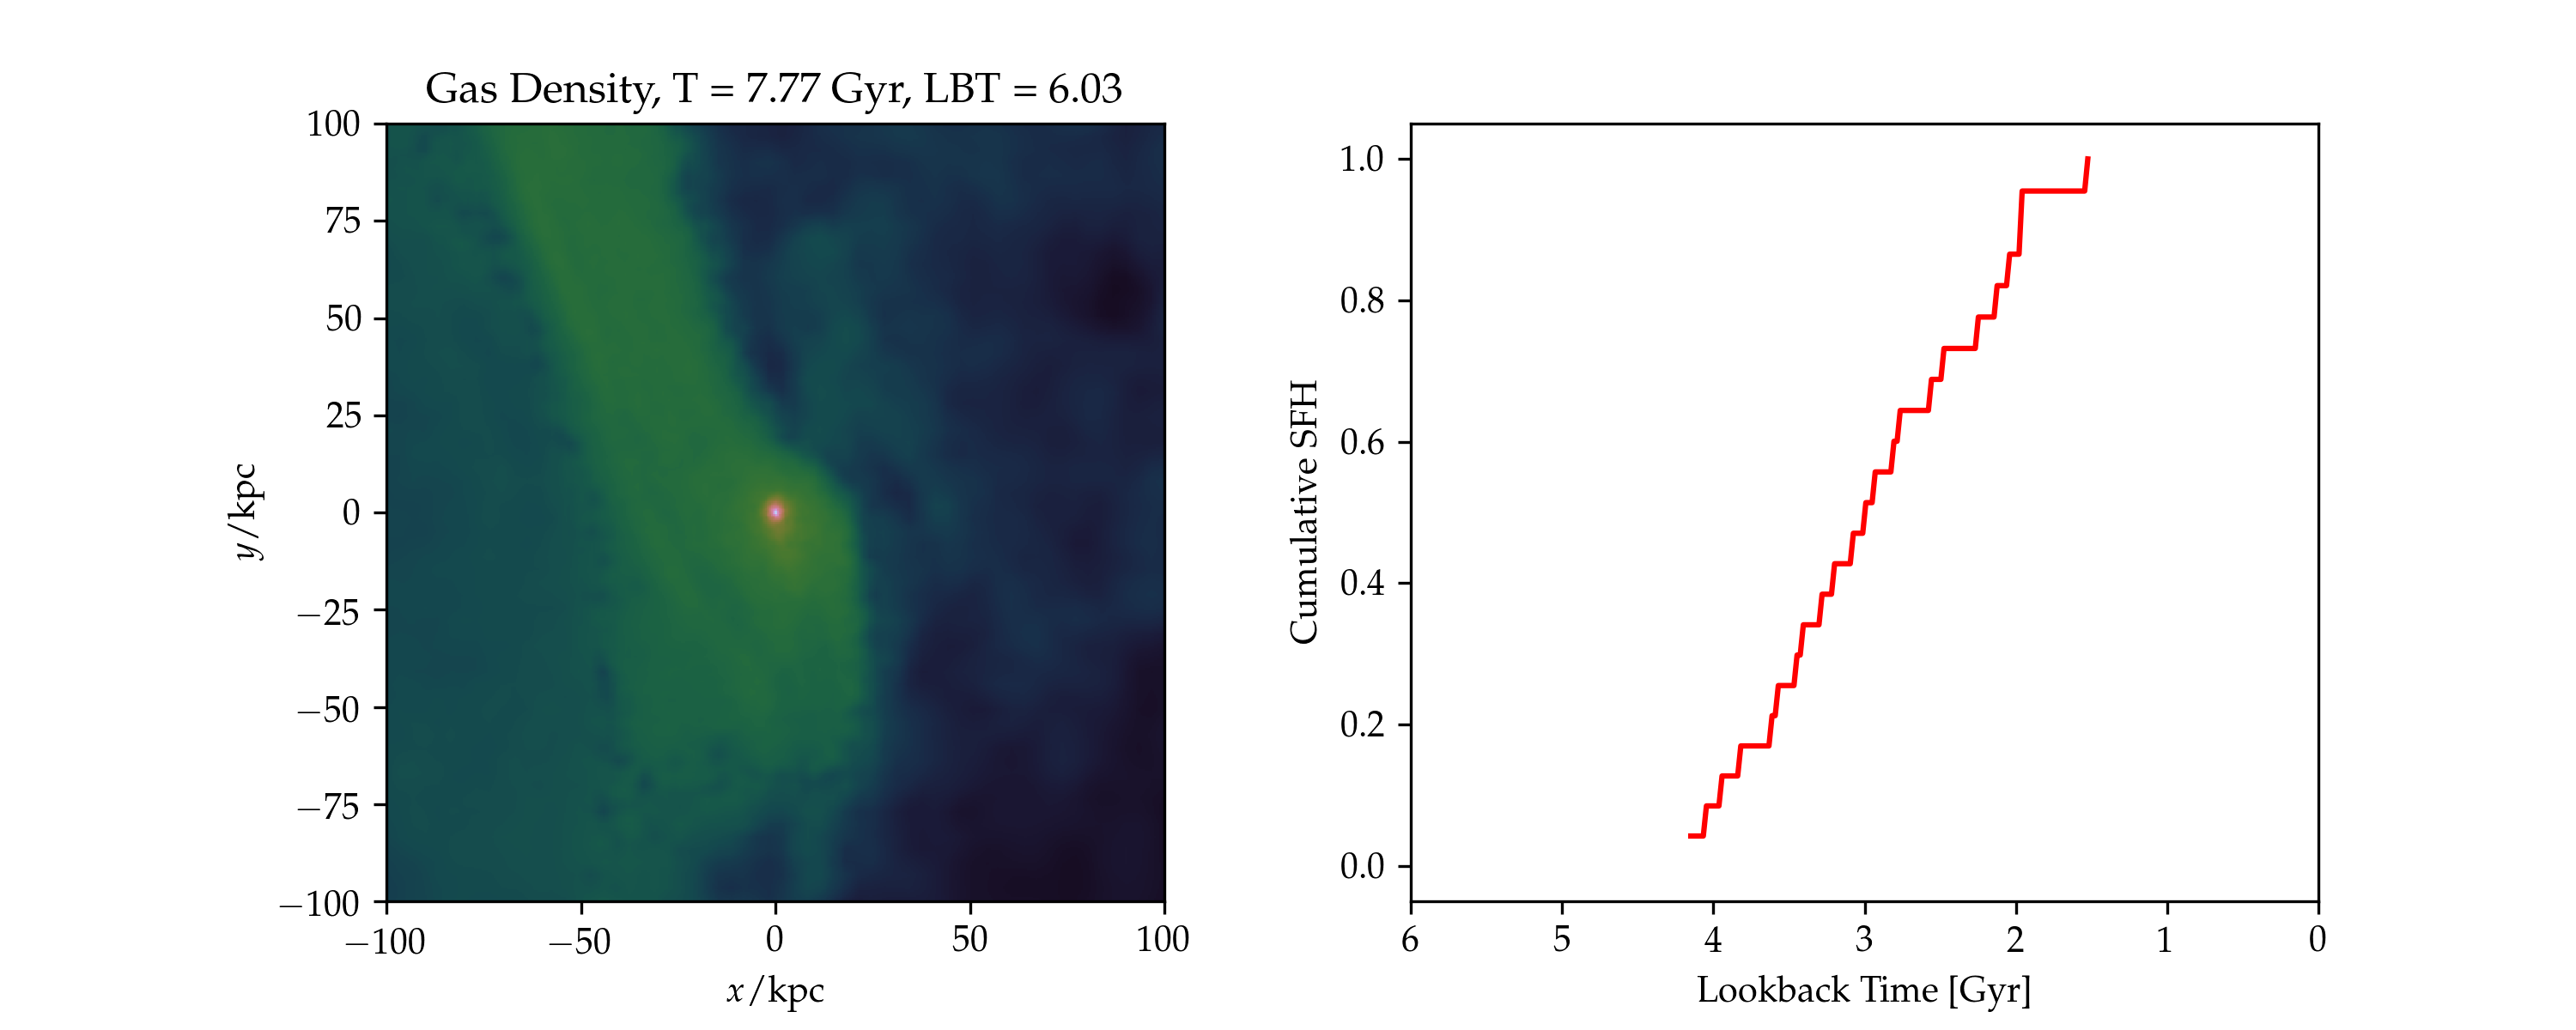 Gas Density, T = 7.77 Gyr, LBT = 6.03
100
75
50
25
0
−25
−50
−75
−100
y/kpc
−100 −50 0 50 100
x/kpc
1.0
0.8
0.6
0.4
0.2
0.0
Cumulative SFH
6 5 4 3 2 1 0
Lookback Time [Gyr]